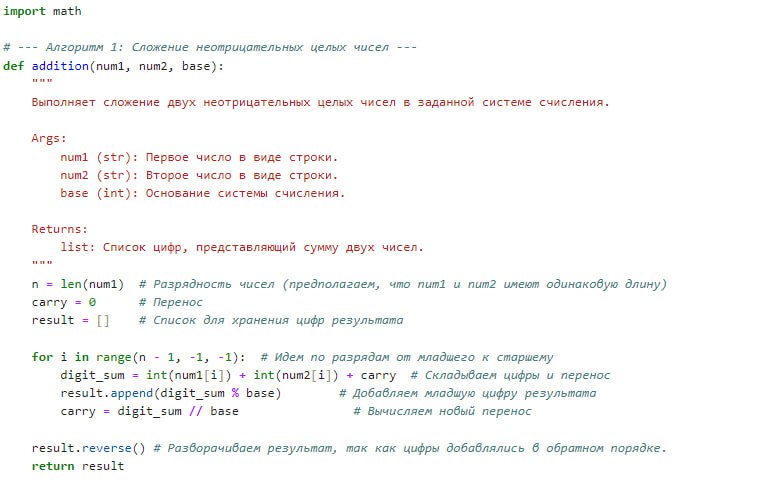 import math
# --- Алгоритм 1: Сложение неотрицательных целых чисел ---
def addition(num1, num2, base):
    """
    Выполняет сложение двух неотрицательных целых чисел в заданной системе счисления.
    Args:
        num1 (str): Первое число в виде строки.
        num2 (str): Второе число в виде строки.
        base (int): Основание системы счисления.
    Returns:
        list: Список цифр, представляющий сумму двух чисел.
    """
    n = len(num1)  # Разрядность чисел (предполагаем, что num1 и num2 имеют одинаковую длину)
    carry = 0      # Перенос
    result = []    # Список для хранения цифр результата
    for i in range(n - 1, -1, -1):  # Идем по разрядам от младшего к старшему
        digit_sum = int(num1[i]) + int(num2[i]) + carry  # Складываем цифры и перенос
        result.append(digit_sum % base)        # Добавляем младшую цифру результата
        carry = digit_sum // base                # Вычисляем новый перенос
    result.reverse() # Разворачиваем результат, так как цифры добавлялись в обратном порядке.
    return result